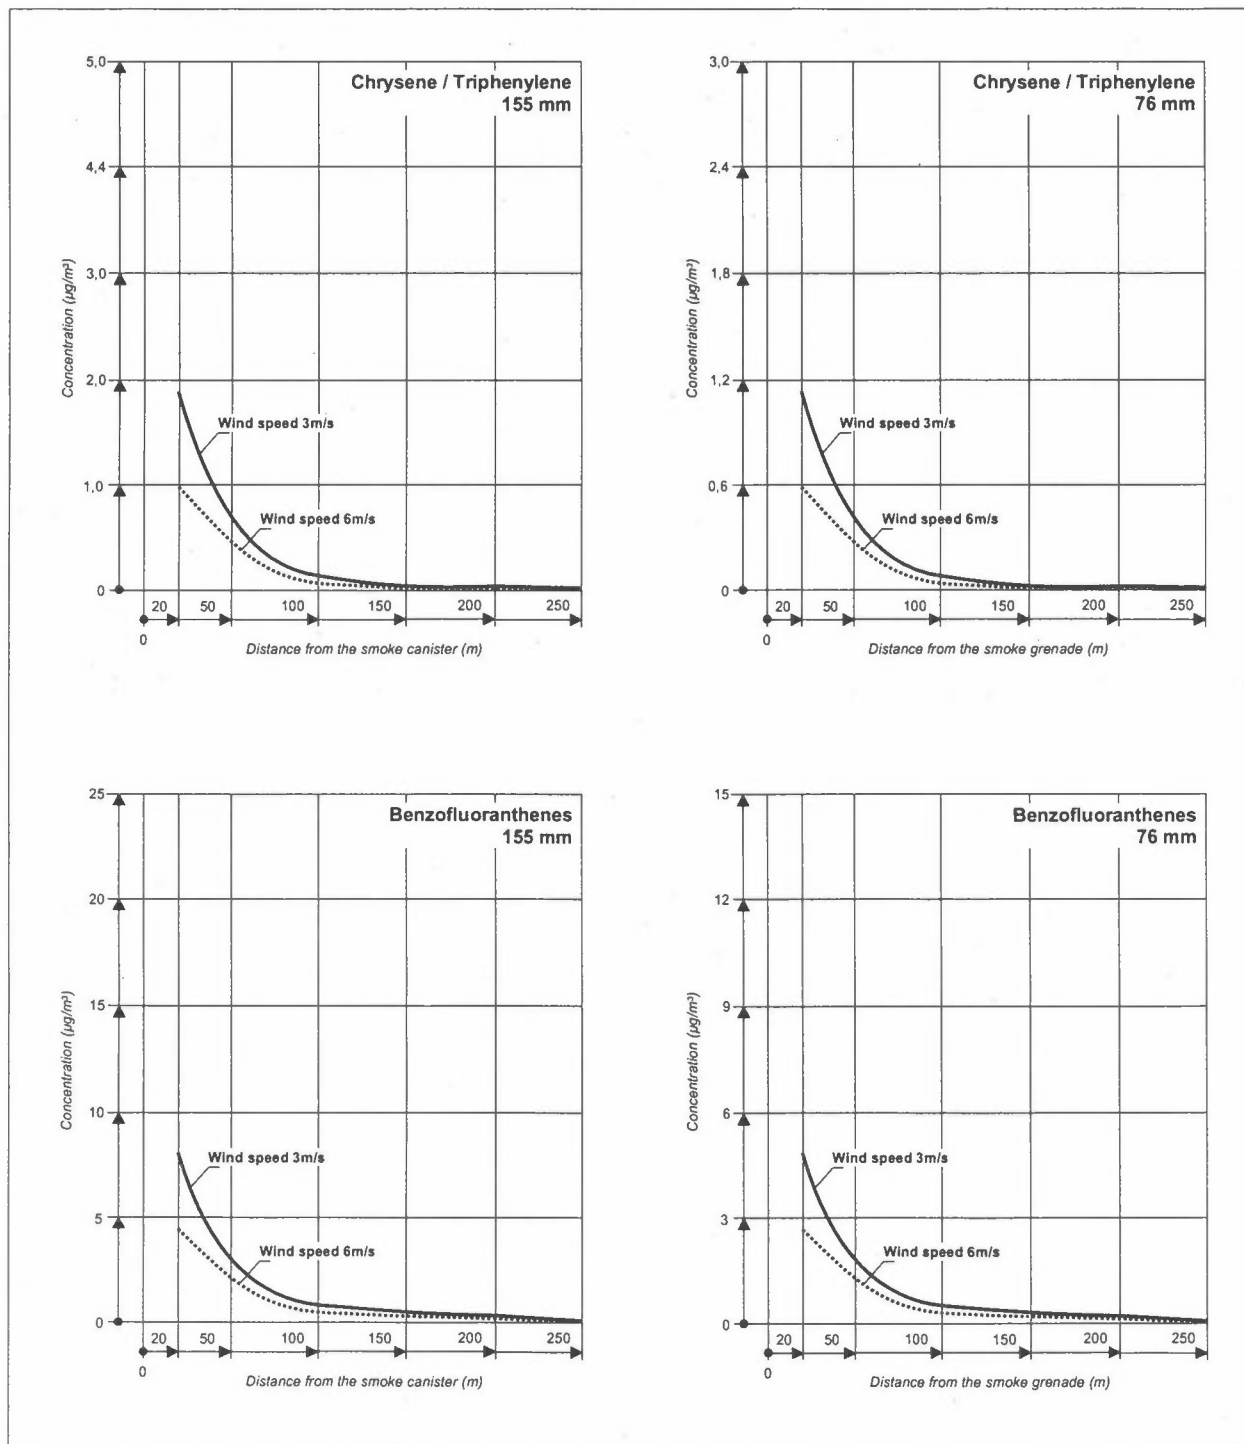 Chrysene / Triphenylene
155 mm
5,0
4,4
3,0
2,0
1,0
0
Concentration (µg/m³)
Wind speed 3m/s
Wind speed 6m/s
20 50 100 150 200 250
0
Distance from the smoke canister (m)
Chrysene / Triphenylene
76 mm
3,0
2,4
1,8
1,2
0,6
0
Concentration (µg/m³)
Wind speed 3m/s
Wind speed 6m/s
20 50 100 150 200 250
0
Distance from the smoke grenade (m)
Benzofluoranthenes
155 mm
25
20
15
10
5
0
Concentration (µg/m³)
Wind speed 3m/s
Wind speed 6m/s
20 50 100 150 200 250
0
Distance from the smoke canister (m)
Benzofluoranthenes
76 mm
15
12
9
6
3
0
Concentration (µg/m³)
Wind speed 3m/s
Wind speed 6m/s
20 50 100 150 200 250
0
Distance from the smoke grenade (m)